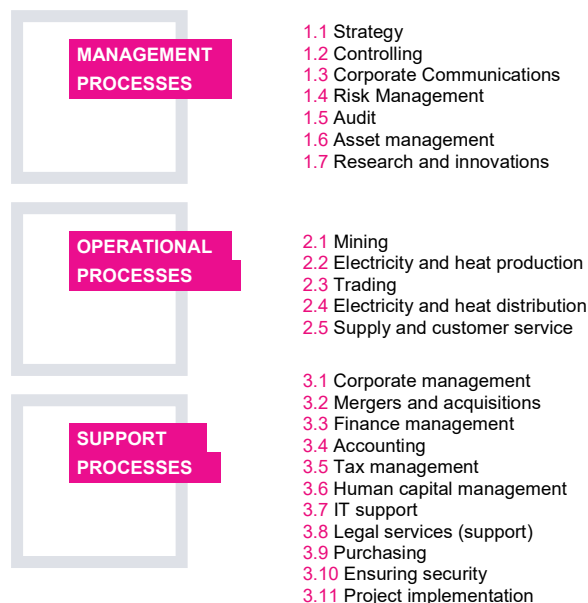 MANAGEMENT
PROCESSES
1.1 Strategy
1.2 Controlling
1.3 Corporate Communications
1.4 Risk Management
1.5 Audit
1.6 Asset management
1.7 Research and innovations
OPERATIONAL
PROCESSES
2.1 Mining
2.2 Electricity and heat production
2.3 Trading
2.4 Electricity and heat distribution
2.5 Supply and customer service
SUPPORT
PROCESSES
3.1 Corporate management
3.2 Mergers and acquisitions
3.3 Finance management
3.4 Accounting
3.5 Tax management
3.6 Human capital management
3.7 IT support
3.8 Legal services (support)
3.9 Purchasing
3.10 Ensuring security
3.11 Project implementation